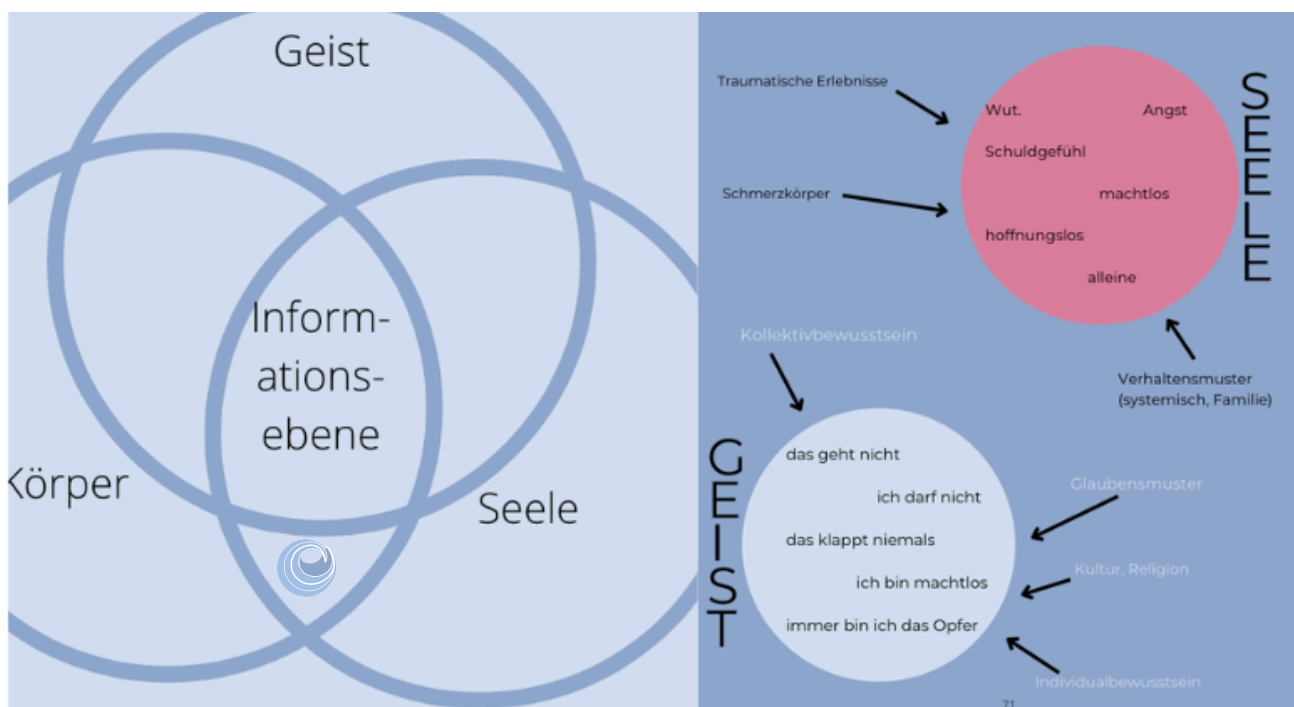 Geist
Inform-
ations-
ebene
Körper
Seele
Traumatische Erlebnisse
Schmerzkörper
Wut.
Angst
Schuldgefühl
machtlos
hoffnungslos
alleine
SEELE
Verhaltensmuster
(systemisch, Familie)
Kollektivbewusstsein
GEIST
das geht nicht
ich darf nicht
das klappt niemals
ich bin machtlos
immer bin ich das Opfer
Glaubensmuster
Kultur, Religion
Individualbewusstsein
71